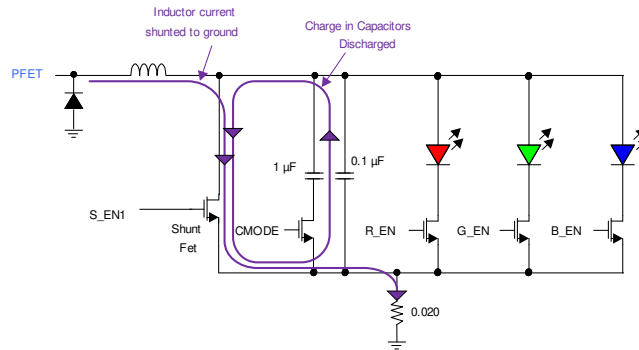 Inductor current
shunted to ground
Charge in Capacitors
Discharged
PFET
1 µF
0.1 µF
S_EN1
Shunt
Fet
CMODE
R_EN
G_EN
B_EN
0.020